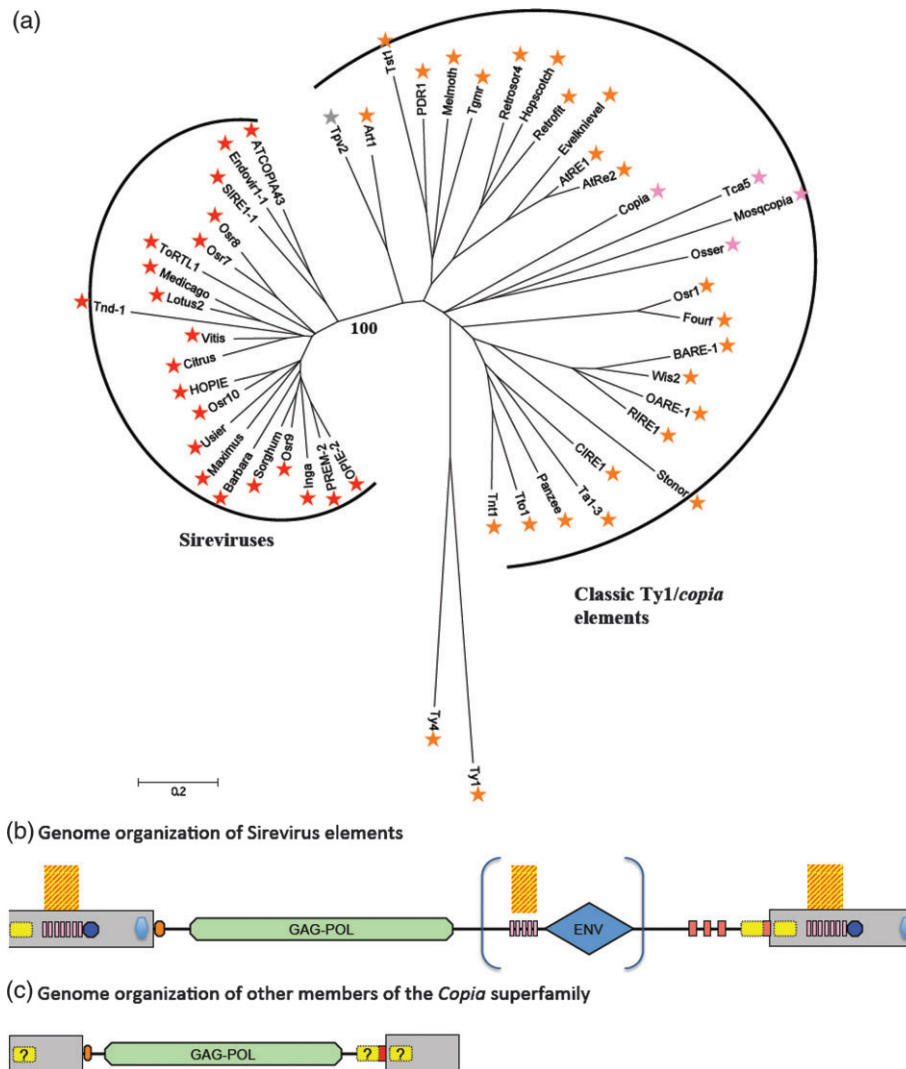 (a)
Tst1
PDR1
Melmoth
Tgmr
Retrosor4
Hopscotch
Retrofit
Evelknievel
AtRE1
AtRe2
Copia
Tca5
Mosqcopia
Osser
Osr1
Fourf
BARE-1
Wis2
OARE-1
RIRE1
Stonor
CIRE1
Ta1-3
Panzee
Tto1
Tnt1
Tpv2
Art1
ATCOPIA43
Endovir1-1
SIRE1-1
Osr8
Osr7
ToRTL1
Medicago
Lotus2
Tnd-1
Vitis
Citrus
HOPIE
Osr10
Usier
Maximus
Barbara
Sorghum
Osr9
Inga
PREM-2
OPIE-2
100
Sireviruses
Classic Ty1/copia
elements
Ty4
Ty1
0.2
(b) Genome organization of Sirevirus elements
GAG-POL
ENV
(c) Genome organization of other members of the Copia superfamily
? GAG-POL ? ?